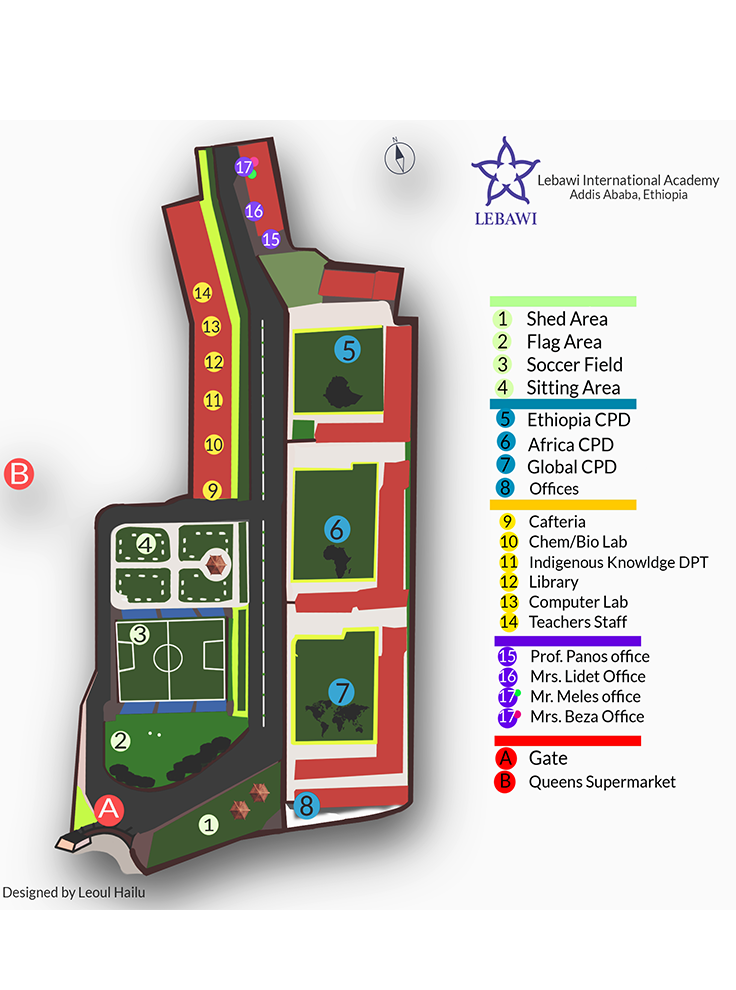 N
Lebawi International Academy
Addis Ababa, Ethiopia
LEBAWI
17
16
15
14
13
12
11
10
9
5
6
7
8
4
3
2
1
A
B
1 Shed Area
2 Flag Area
3 Soccer Field
4 Sitting Area
5 Ethiopia CPD
6 Africa CPD
7 Global CPD
8 Offices
9 Cafteria
10 Chem/Bio Lab
11 Indigenous Knowldge DPT
12 Library
13 Computer Lab
14 Teachers Staff
15 Prof. Panos office
16 Mrs. Lidet Office
17 Mr. Meles office
17 Mrs. Beza Office
A Gate
B Queens Supermarket
Designed by Leoul Hailu